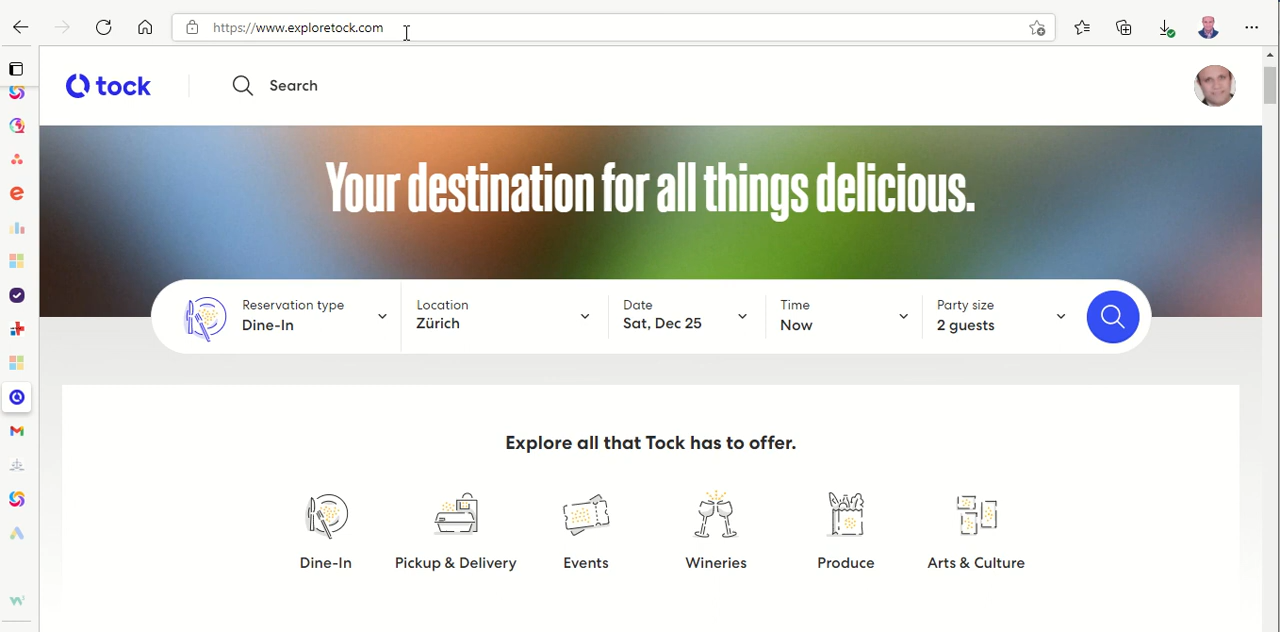 https://www.exploretock.com
tock
Search
Your destination for all things delicious.
Reservation type
Dine-In
Location
Zürich
Date
Sat, Dec 25
Time
Now
Party size
2 guests
Explore all that Tock has to offer.
Dine-In
Pickup & Delivery
Events
Wineries
Produce
Arts & Culture